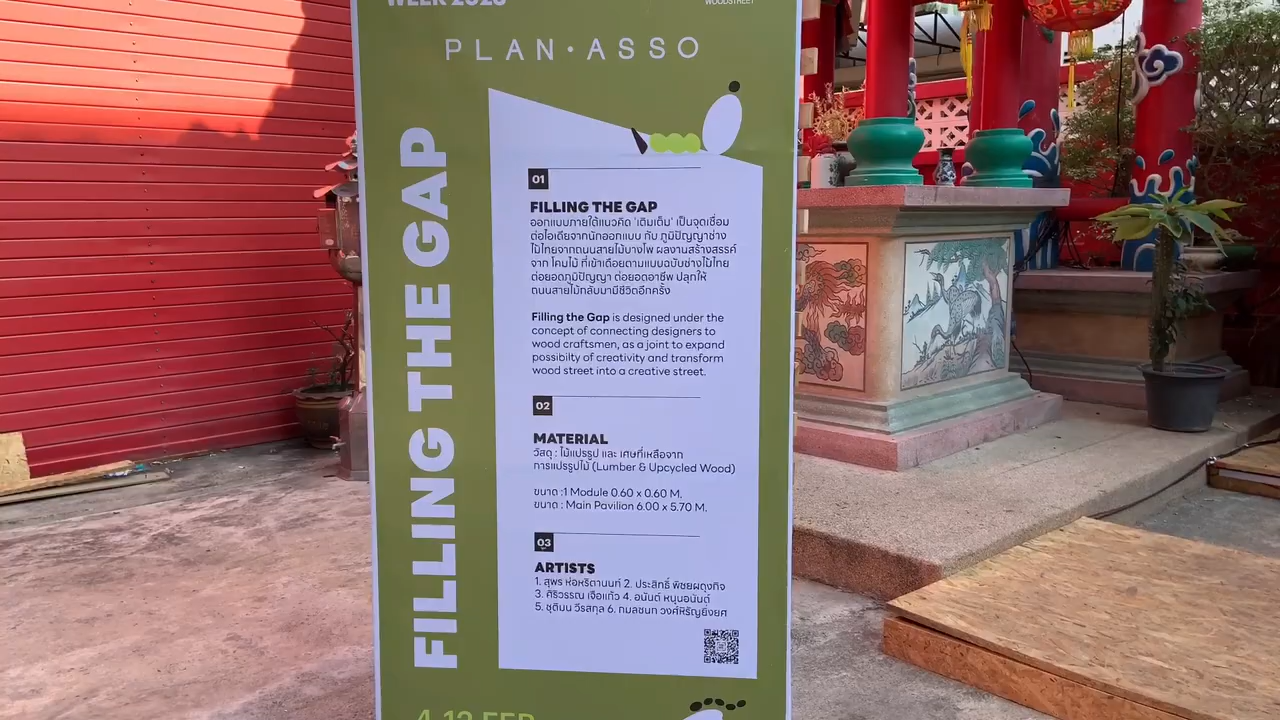 WEEK 2023
WOODSTREET
PLAN·ASSO
FILLING THE GAP
01
FILLING THE GAP
ออกแบบภายใต้แนวคิด 'เติมเต็ม' เป็นจุดเชื่อม
ต่อไอเดียจากนักออกแบบ กับ ภูมิปัญญาช่าง
ไม้ไทยจากถนนสายไม้บางโพ ผลงานสร้างสรรค์
จาก โคมไม้ ที่เข้าเดือยตามแบบฉบับช่างไม้ไทย
ต่อยอดภูมิปัญญา ต่อยอดอาชีพ ปลุกให้
ถนนสายไม้กลับมามีชีวิตอีกครั้ง
Filling the Gap is designed under the
concept of connecting designers to
wood craftsmen, as a joint to expand
possibilty of creativity and transform
wood street into a creative street.
02
MATERIAL
วัสดุ : ไม้แปรรูป และ เศษที่เหลือจาก
การแปรรูปไม้ (Lumber & Upcycled Wood)
ขนาด :1 Module 0.60 x 0.60 M.
ขนาด : Main Pavilion 6.00 x 5.70 M.
03
ARTISTS
1. สุพร ห่อหริตานนท์ 2. ประสิทธิ์ พิชยผดุงกิจ
3. ศิริวรรณ เจือแก้ว 4. อนันต์ หนุนอนันต์
5. ชุติมน วีรสกุล 6. กมลชนก วงศ์หิรัญยิ่งยศ
4-12 FEB